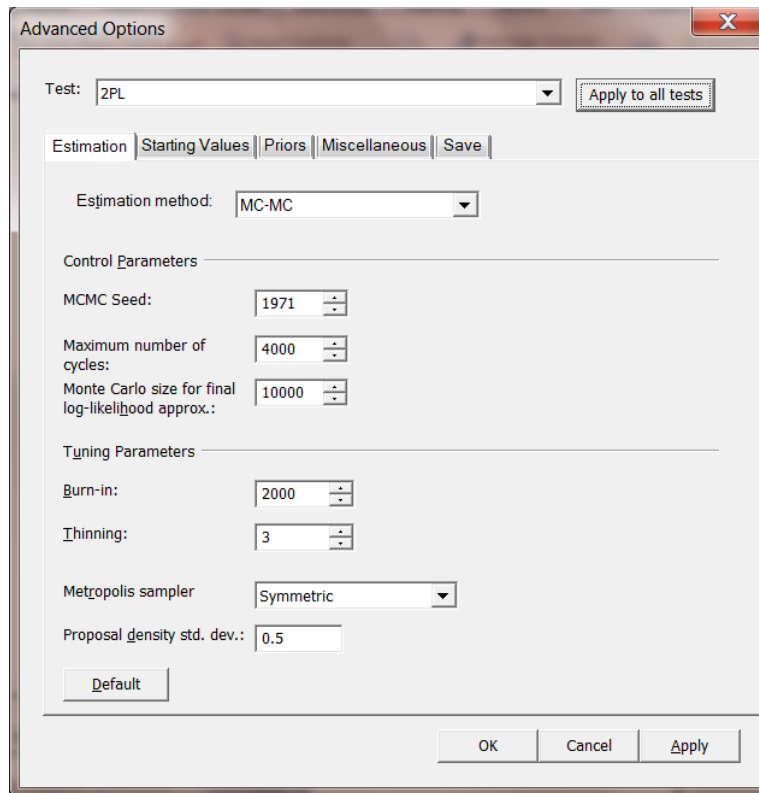 Advanced Options
X
Test: 2PL Apply to all tests
Estimation Starting Values Priors Miscellaneous Save
Estimation method: MC-MC
Control Parameters
MCMC Seed: 1971
Maximum number of
cycles: 4000
Monte Carlo size for final
log-likelihood approx.: 10000
Tuning Parameters
Burn-in: 2000
Thinning: 3
Metropolis sampler Symmetric
Proposal density std. dev.: 0.5
Default
OK Cancel Apply